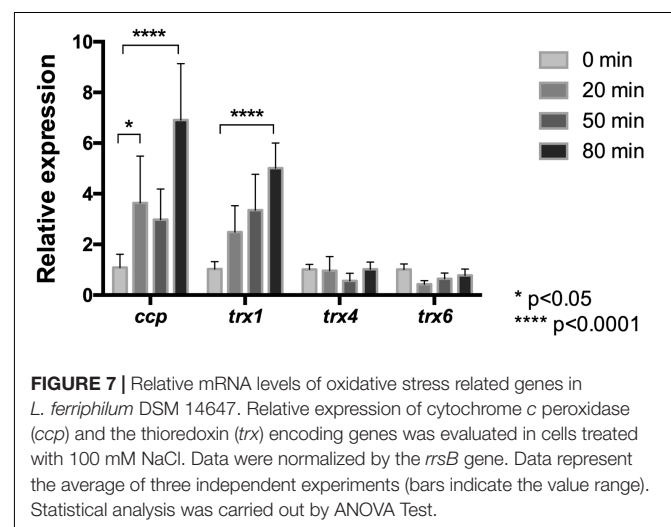 10
8
6
4
2
0
Relative expression
****
*
****
0 min
20 min
50 min
80 min
ccp trx1 trx4 trx6
* p<0.05
**** p<0.0001
FIGURE 7 | Relative mRNA levels of oxidative stress related genes in
L. ferriphilum DSM 14647. Relative expression of cytochrome c peroxidase
(ccp) and the thioredoxin (trx) encoding genes was evaluated in cells treated
with 100 mM NaCl. Data were normalized by the rrsB gene. Data represent
the average of three independent experiments (bars indicate the value range).
Statistical analysis was carried out by ANOVA Test.